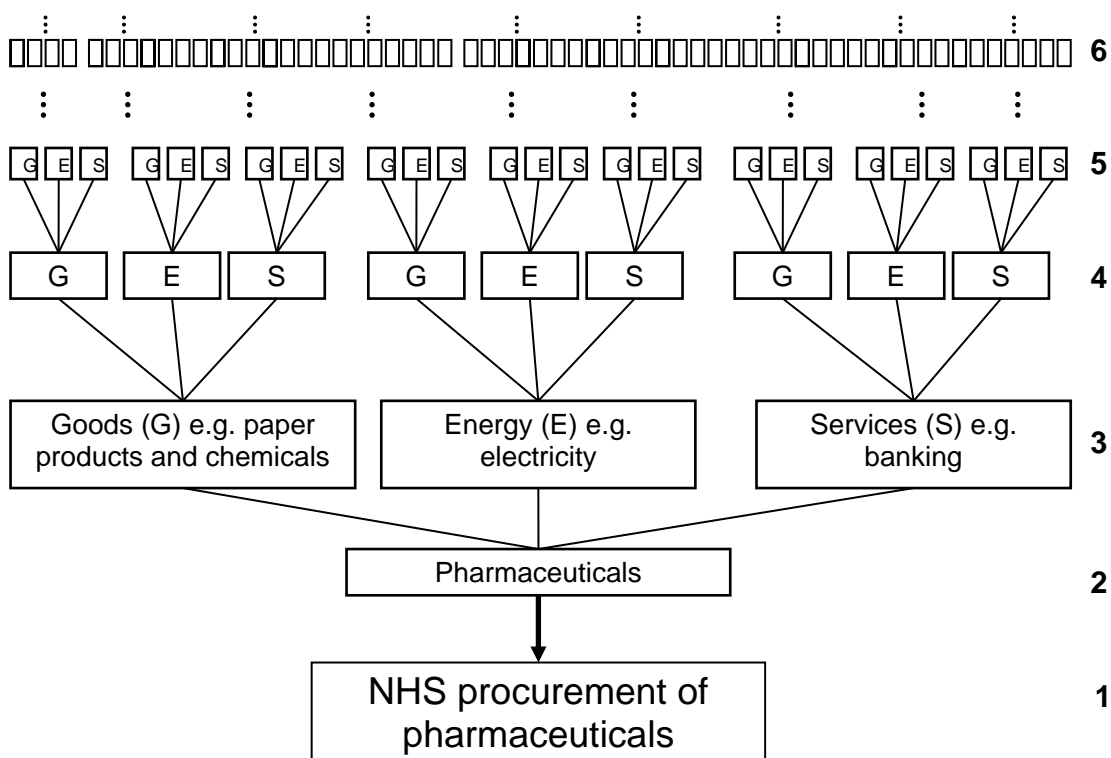 6
G E S G E S G E S G E S G E S G E S G E S G E S G E S 5
G E S G E S G E S 4
Goods (G) e.g. paper
products and chemicals
Energy (E) e.g.
electricity
Services (S) e.g.
banking
3
Pharmaceuticals
2
NHS procurement of
pharmaceuticals
1